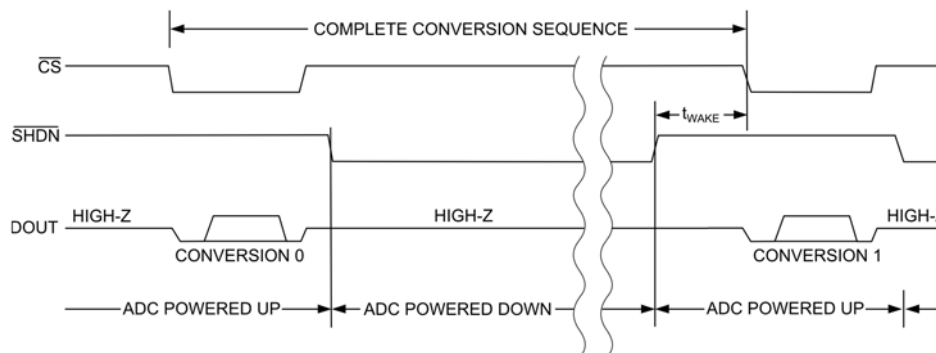 COMPLETE CONVERSION SEQUENCE
CS
tWAKE
SHDN
HIGH-Z HIGH-Z HIGH-
DOUT
CONVERSION 0 CONVERSION 1
ADC POWERED UP ADC POWERED DOWN ADC POWERED UP